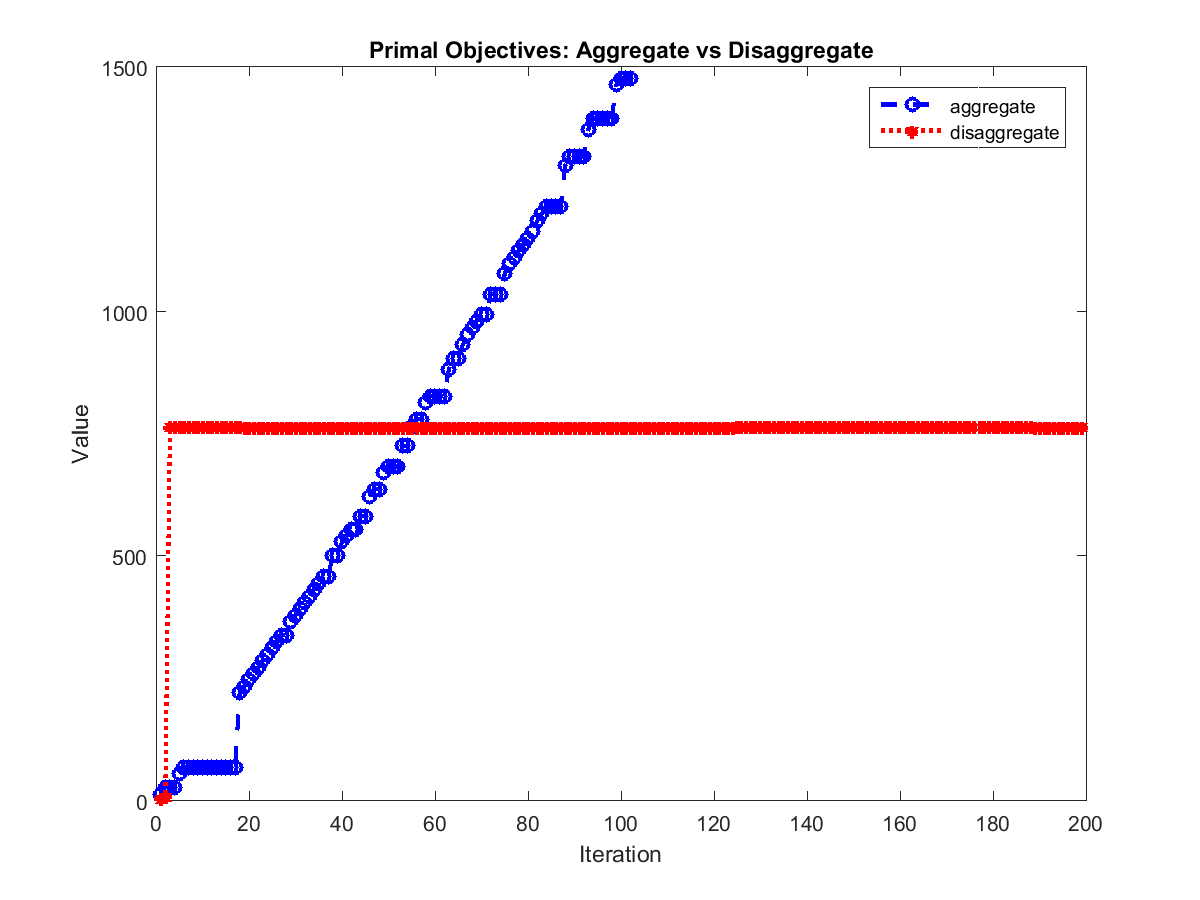 Primal Objectives: Aggregate vs Disaggregate
1500
1000
500
0
Value
aggregate
disaggregate
0 20 40 60 80 100 120 140 160 180 200
Iteration